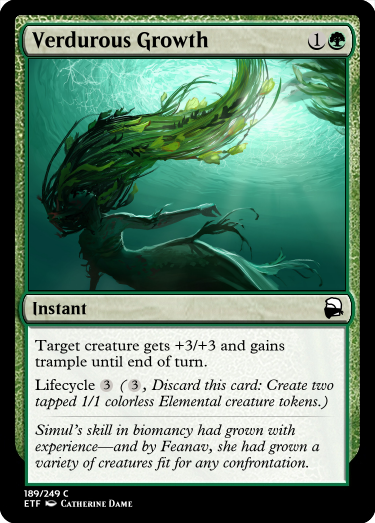 Verdurous Growth 1
Instant
Target creature gets +3/+3 and gains
trample until end of turn.
Lifecycle 3 (3, Discard this card: Create two
tapped 1/1 colorless Elemental creature tokens.)
Simul's skill in biomancy had grown with
experience—and by Feanav, she had grown a
variety of creatures fit for any confrontation.
189/249 C
ETF CATHERINE DAME